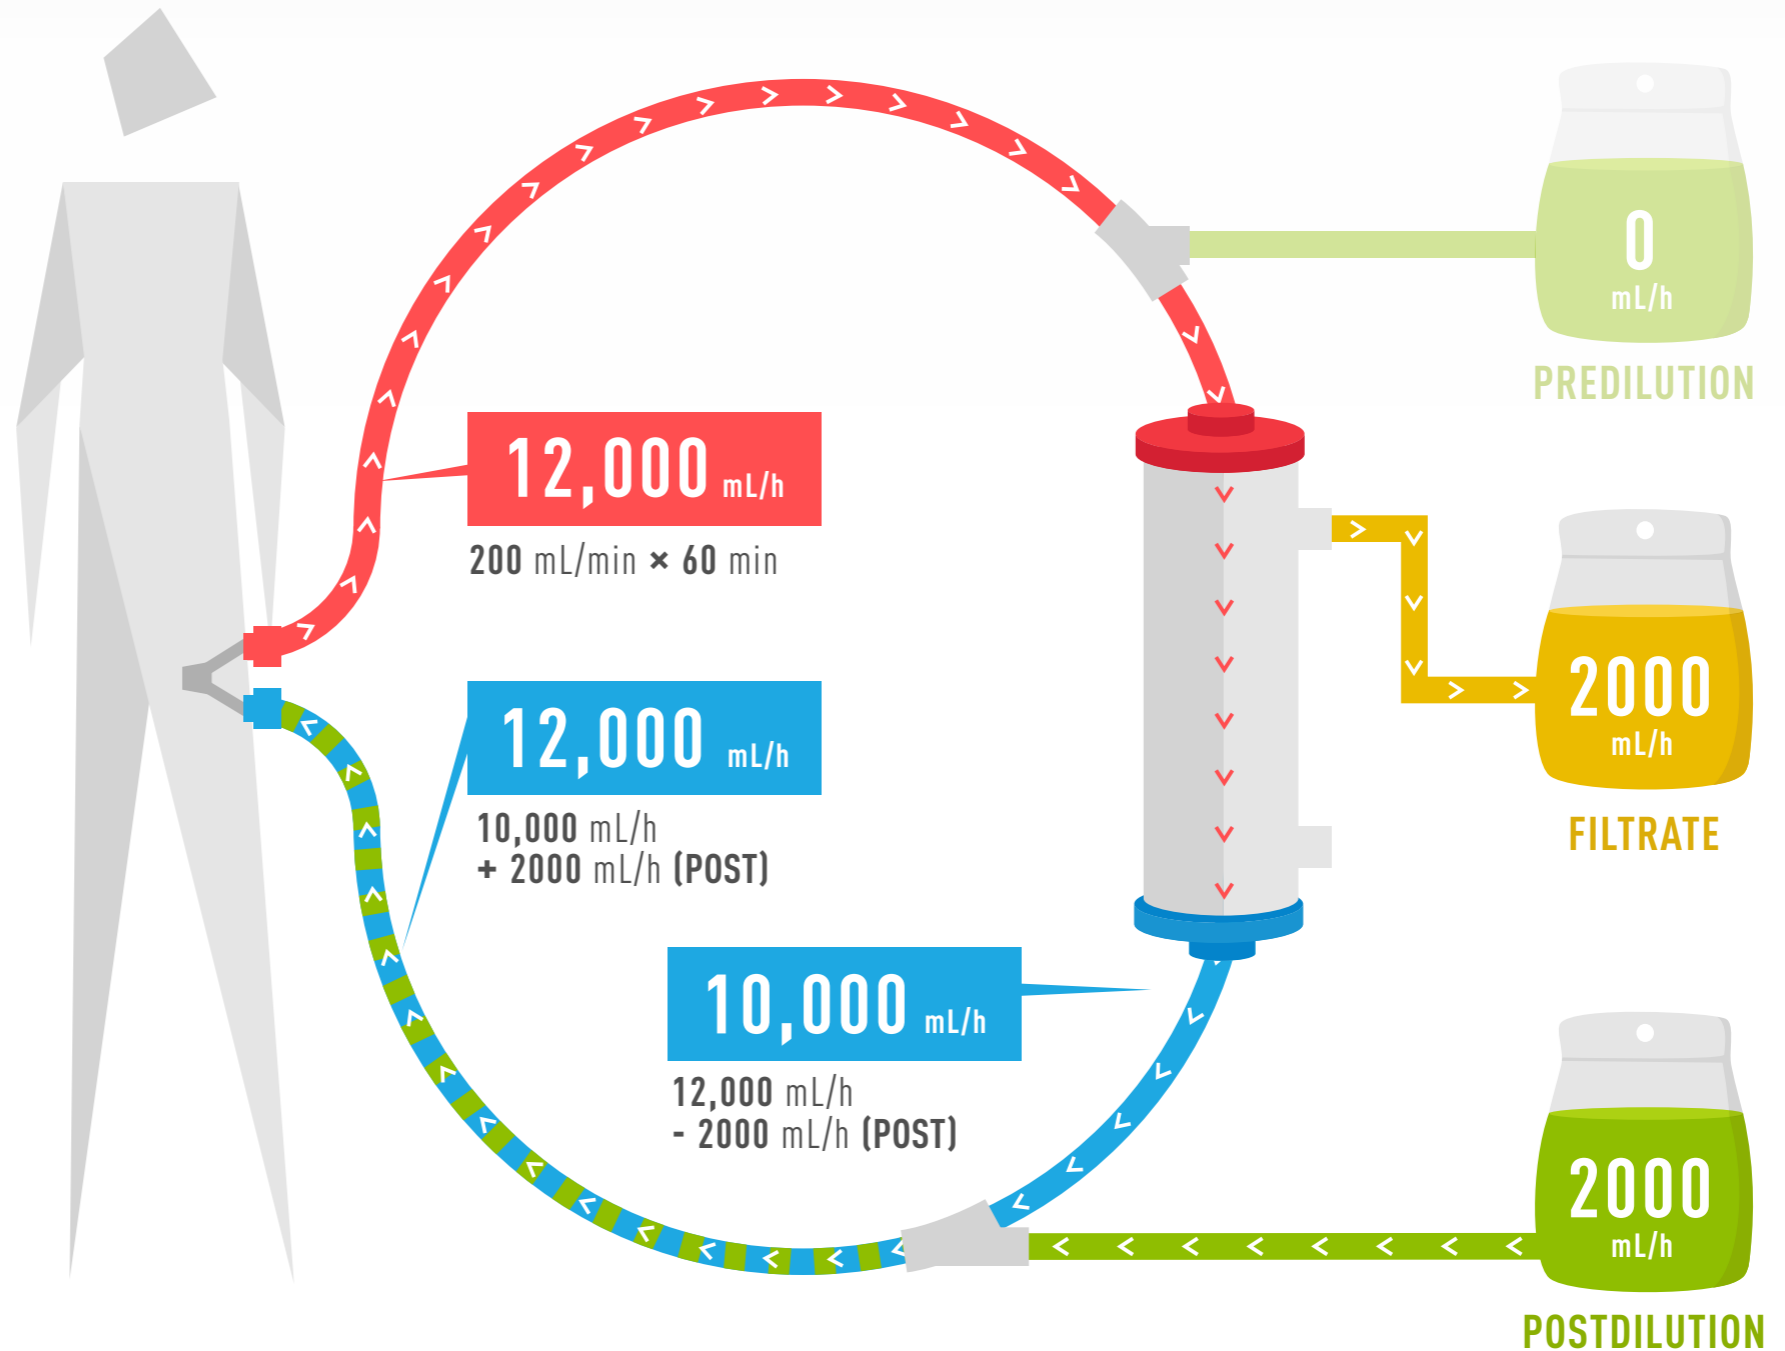 0
mL/h
PREDILUTION
12,000 mL/h
200 mL/min × 60 min
2000
mL/h
FILTRATE
12,000 mL/h
10,000 mL/h
+ 2000 mL/h (POST)
10,000 mL/h
12,000 mL/h
- 2000 mL/h (POST)
2000
mL/h
POSTDILUTION